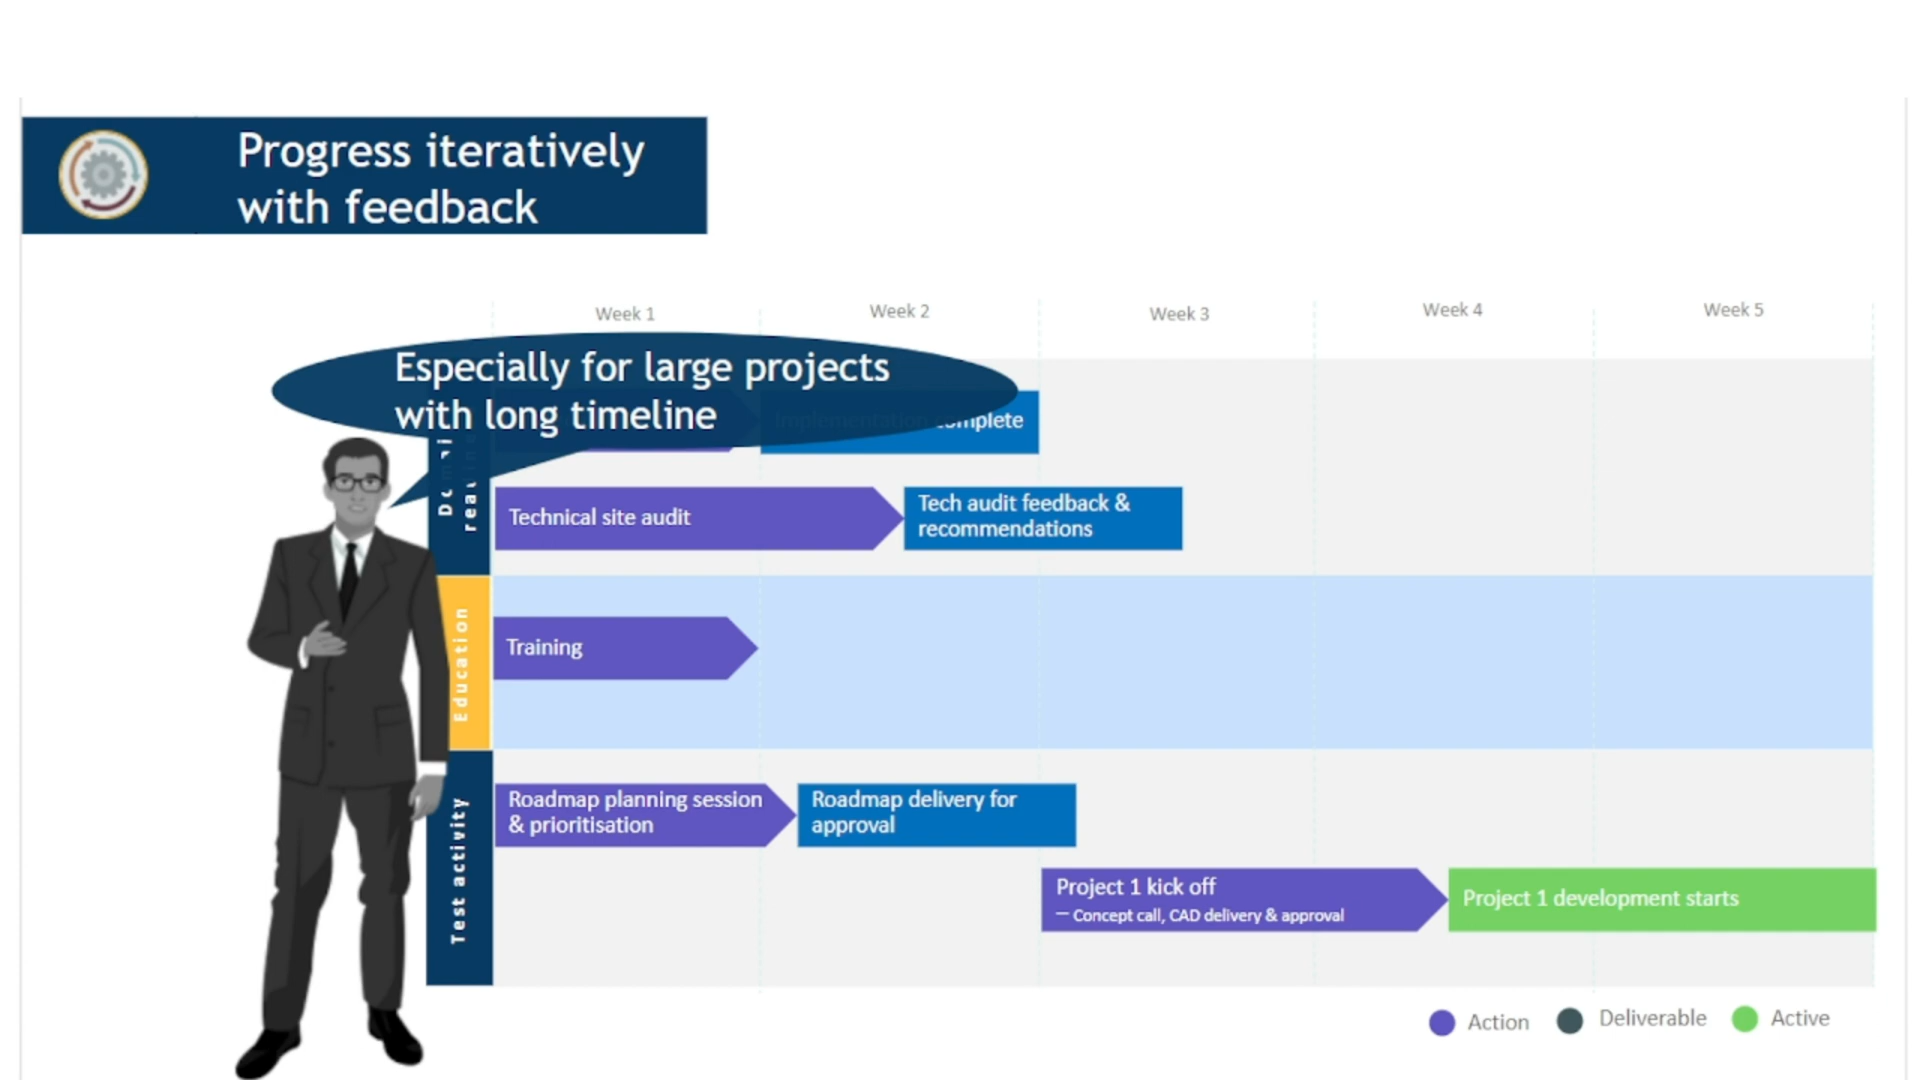 Progress iteratively
with feedback
Week 1
Week 2
Week 3
Week 4
Week 5
Especially for large projects
with long timeline
Implementation complete
Technical site audit
Tech audit feedback &
recommendations
Education
Training
Test activity
Roadmap planning session
& prioritisation
Roadmap delivery for
approval
Project 1 kick off
– Concept call, CAD delivery & approval
Project 1 development starts
Action
Deliverable
Active